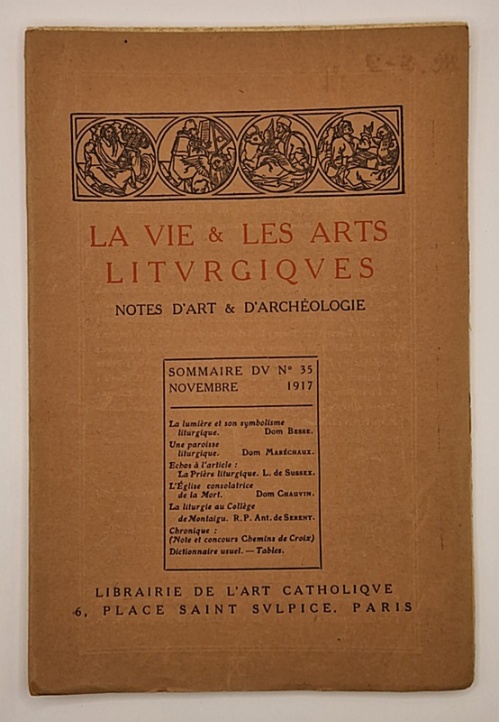 LA VIE & LES ARTS
LITVRGIQVES
NOTES D'ART & D'ARCHÉOLOGIE
SOMMAIRE DV No 35
NOVEMBRE 1917
La lumière et son symbolisme
liturgique. Dom BESSE.
Une paroisse
liturgique. Dom MARÉCHAUX.
Echos à l'article :
La Prière liturgique. L. de SUSSEX.
L'Église consolatrice
de la Mort. Dom CHAUVIN.
La liturgie au Collège
de Montaigu. R. P. Ant. de SERENT.
Chronique :
(Note et concours Chemins de Croix)
Dictionnaire usuel. — Tables.
LIBRAIRIE DE L'ART CATHOLIQVE
6, PLACE SAINT SVLPICE. PARIS